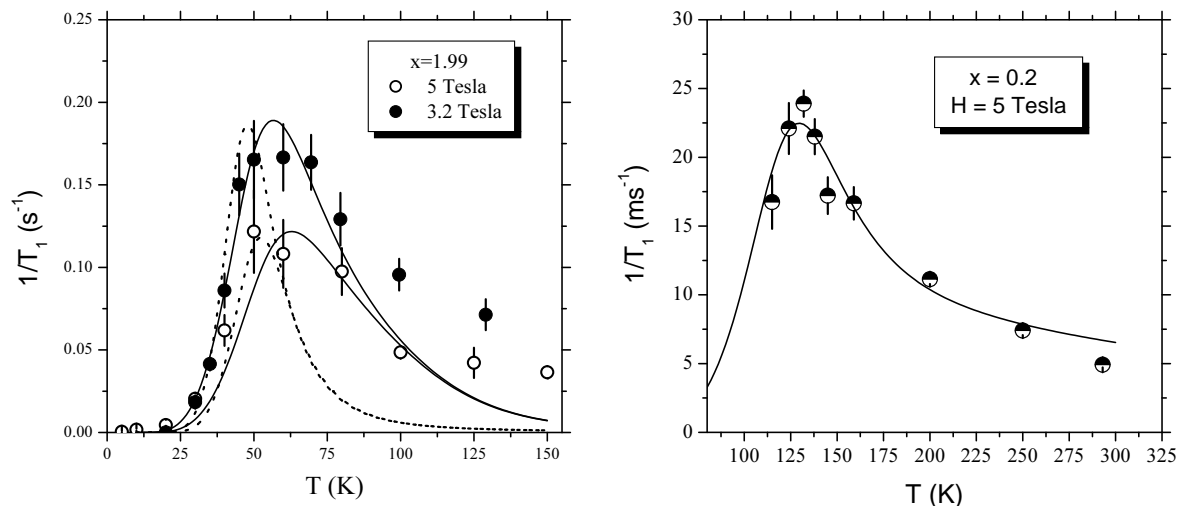 0.25
0.20
0.15
0.10
0.05
0.00
1/T1 (s-1)
x=1.99
5 Tesla
3.2 Tesla
0 25 50 75 100 125 150
T (K)
30
25
20
15
10
5
0
1/T1 (ms-1)
x = 0.2
H = 5 Tesla
100 125 150 175 200 225 250 275 300 325
T (K)